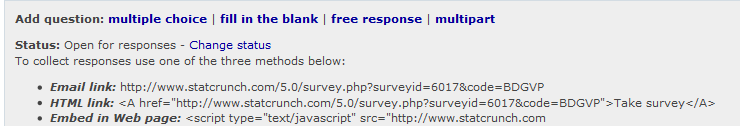 Add question: multiple choice | fill in the blank | free response | multipart
Status: Open for responses - Change status
To collect responses use one of the three methods below:
• Email link: http://www.statcrunch.com/5.0/survey.php?surveyid=6017&code=BDGVP
• HTML link: <A href="http://www.statcrunch.com/5.0/survey.php?surveyid=6017&code=BDGVP">Take survey</A>
• Embed in Web page: <script type="text/javascript" src="http://www.statcrunch.com